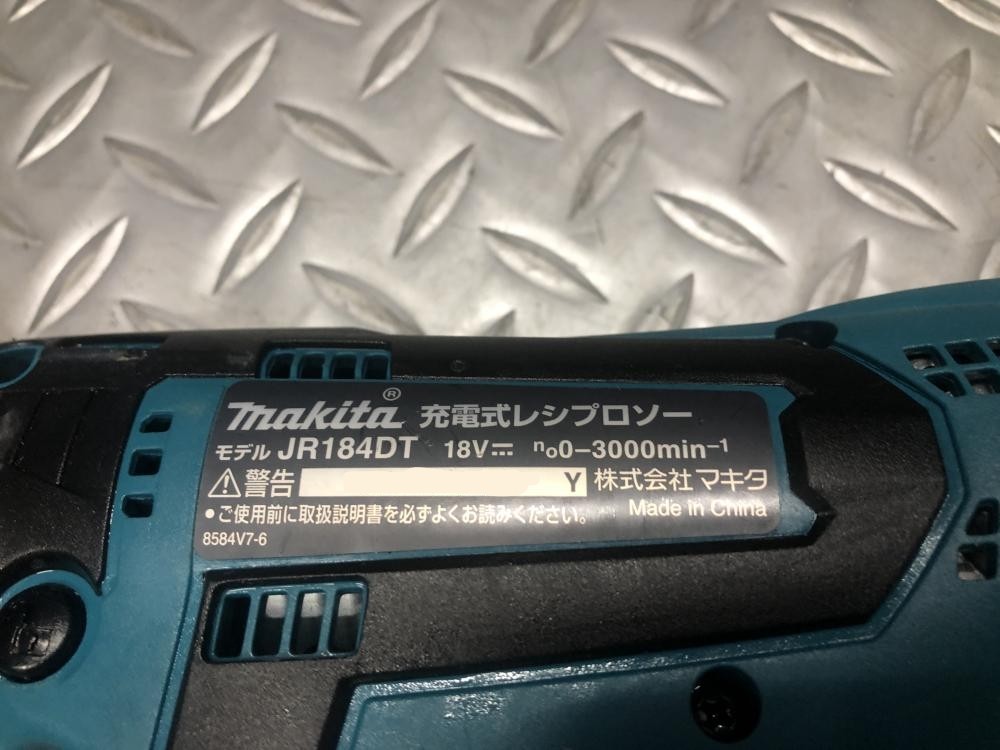 makita® 充電式レシプロソー
モデル JR184DT 18V⎓ n₀0-3000min⁻¹
⚠警告 Y 株式会社 マキタ
●ご使用前に取扱説明書を必ずよくお読みください。 Made in China
8584V7-6